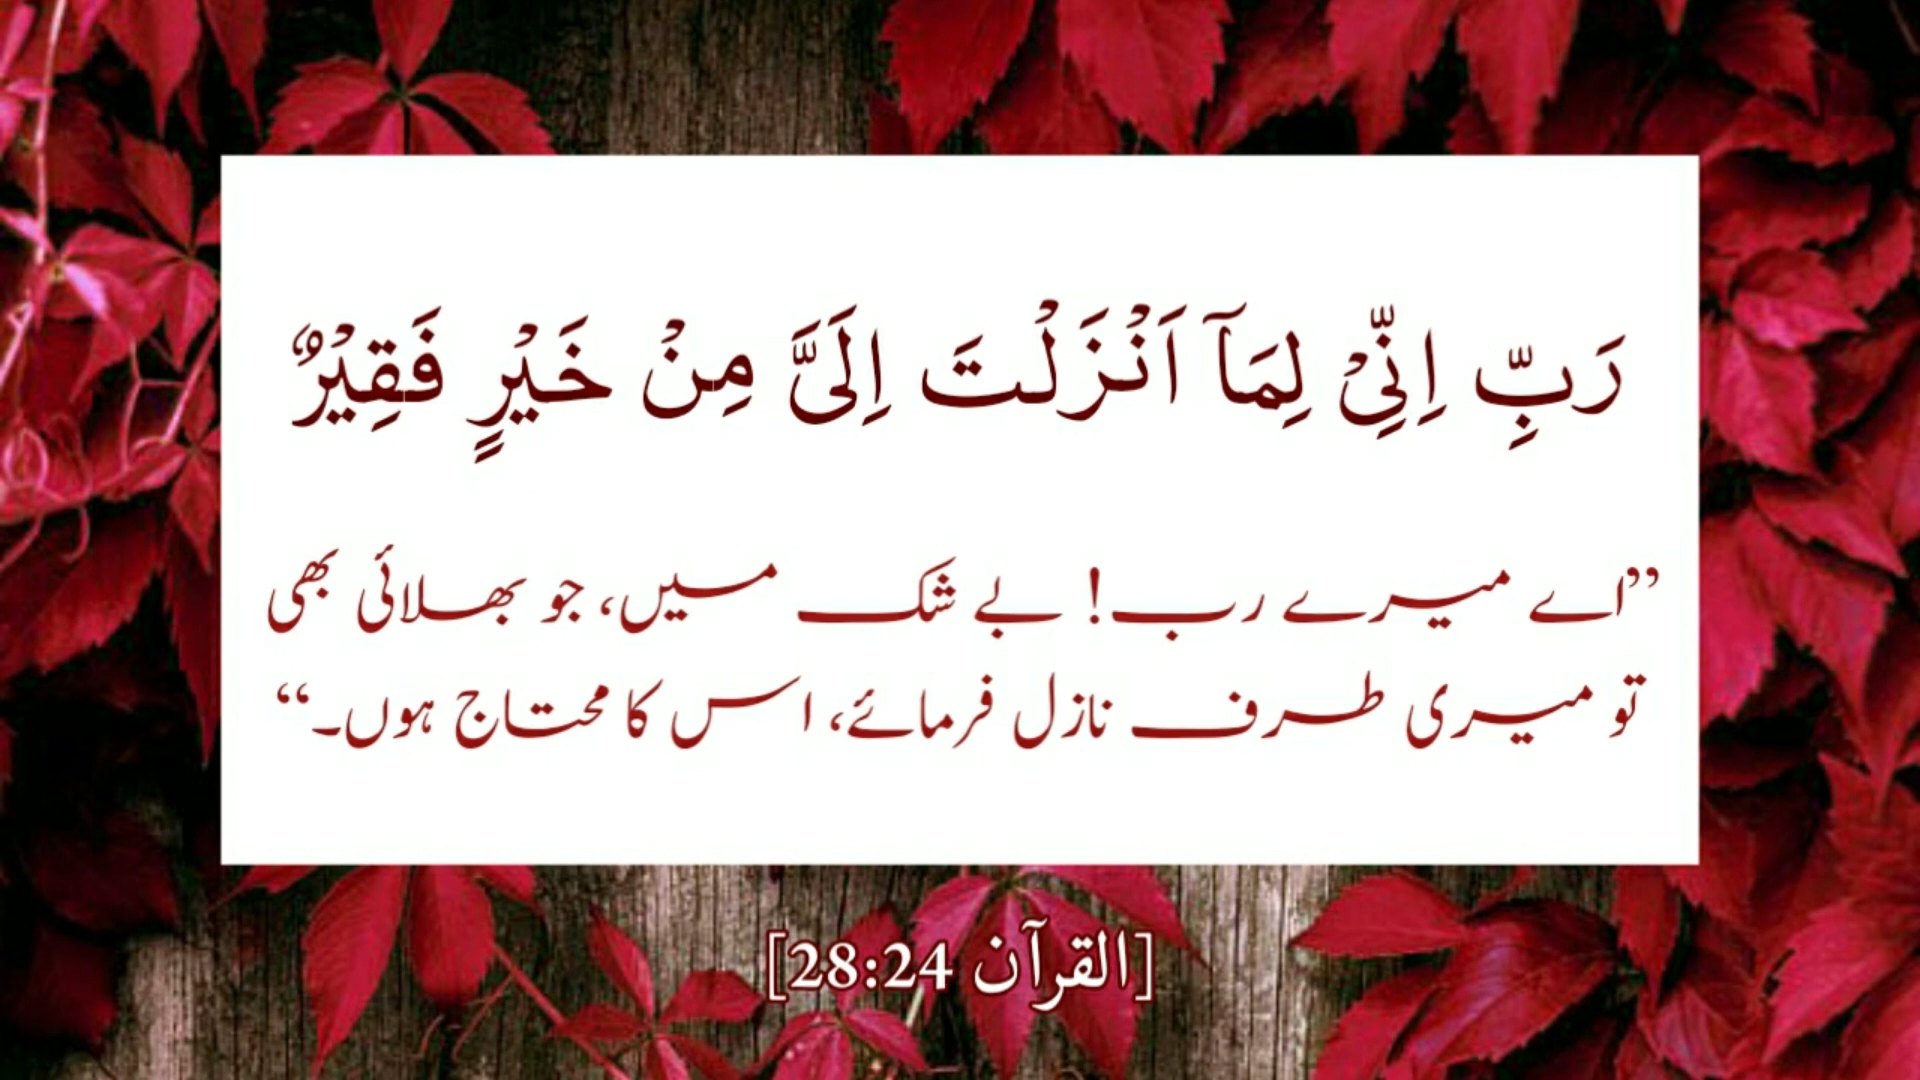 رَبِّ اِنِّیْ لِمَاۤ اَنْزَلْتَ اِلَیَّ مِنْ خَیْرٍ فَقِیْرٌ
”اے میرے رب! بے شک میں، جو بھلائی بھی
تو میری طرف نازل فرمائے، اس کا محتاج ہوں۔“
[القرآن 28:24]